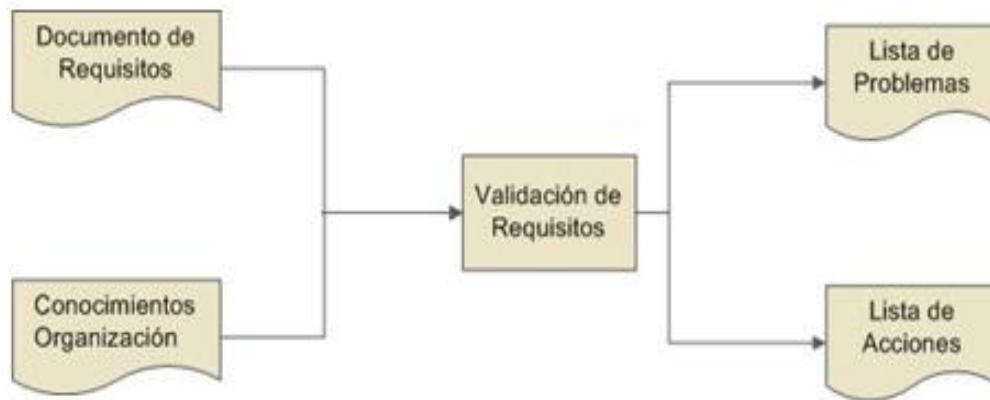 Documento de
Requisitos
Conocimientos
Organización
Validación de
Requisitos
Lista de
Problemas
Lista de
Acciones